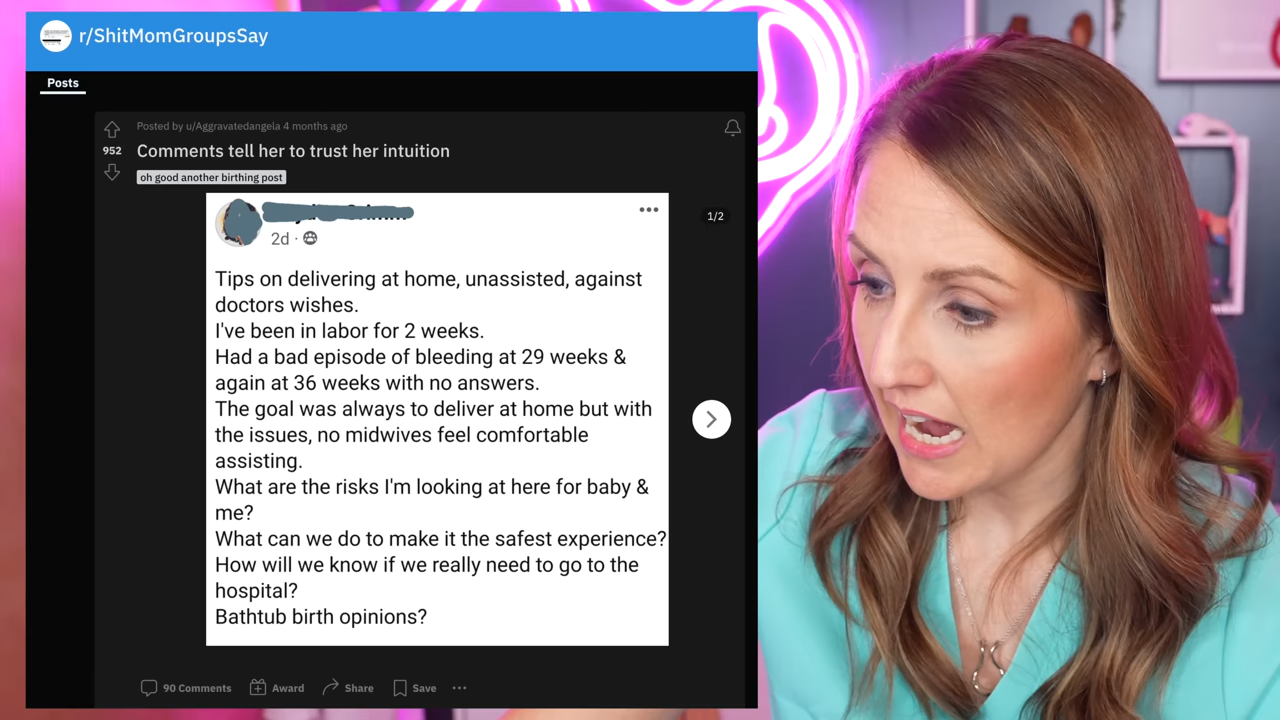 r/ShitMomGroupsSay
Posts
Posted by u/Aggravatedangela 4 months ago
952
Comments tell her to trust her intuition
oh good another birthing post
1/2
2d ·
Tips on delivering at home, unassisted, against
doctors wishes.
I've been in labor for 2 weeks.
Had a bad episode of bleeding at 29 weeks &
again at 36 weeks with no answers.
The goal was always to deliver at home but with
the issues, no midwives feel comfortable
assisting.
What are the risks I'm looking at here for baby &
me?
What can we do to make it the safest experience?
How will we know if we really need to go to the
hospital?
Bathtub birth opinions?
90 Comments Award Share Save